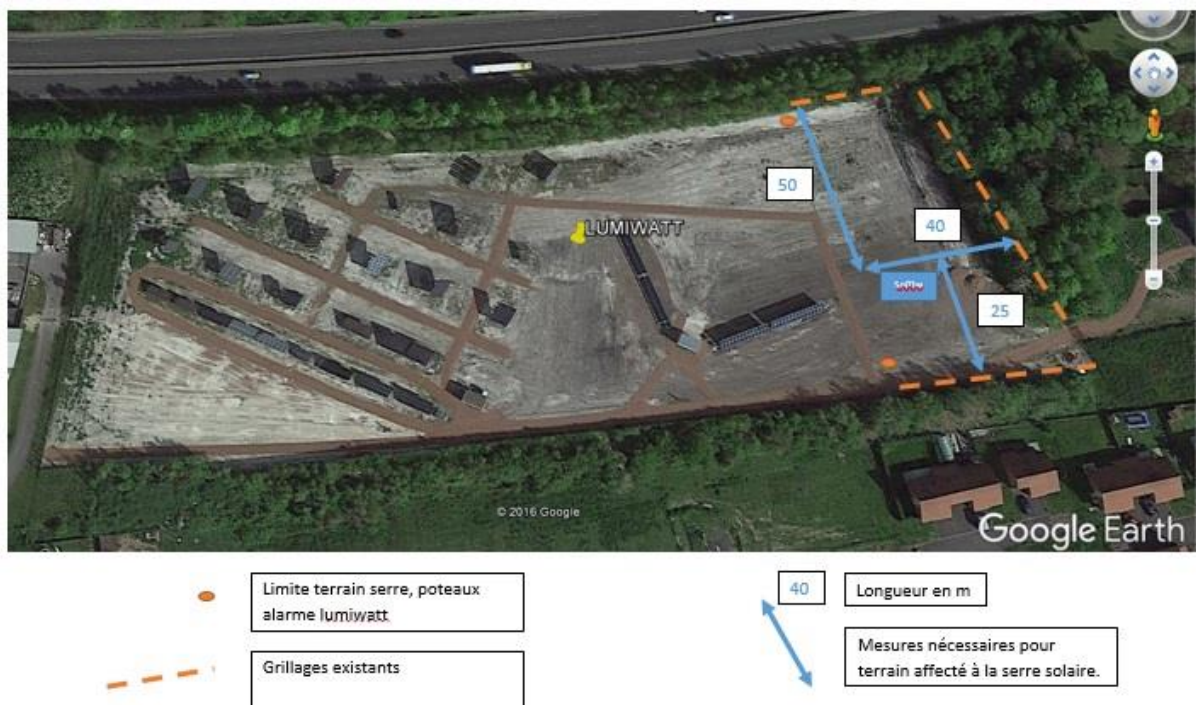 50
LUMIWATT
40
Serre
25
© 2016 Google
Google Earth
Limite terrain serre, poteaux
alarme lumiwatt
40
Longueur en m
Grillages existants
Mesures nécessaires pour
terrain affecté à la serre solaire.